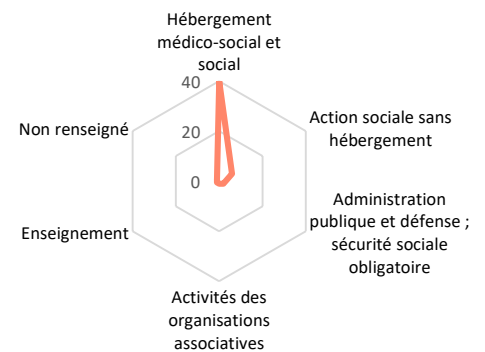 Hébergement
médico-social et
social
40
Action sociale sans
hébergement
Non renseigné
20
0
Administration
publique et défense ;
sécurité sociale
obligatoire
Enseignement
Activités des
organisations
associatives